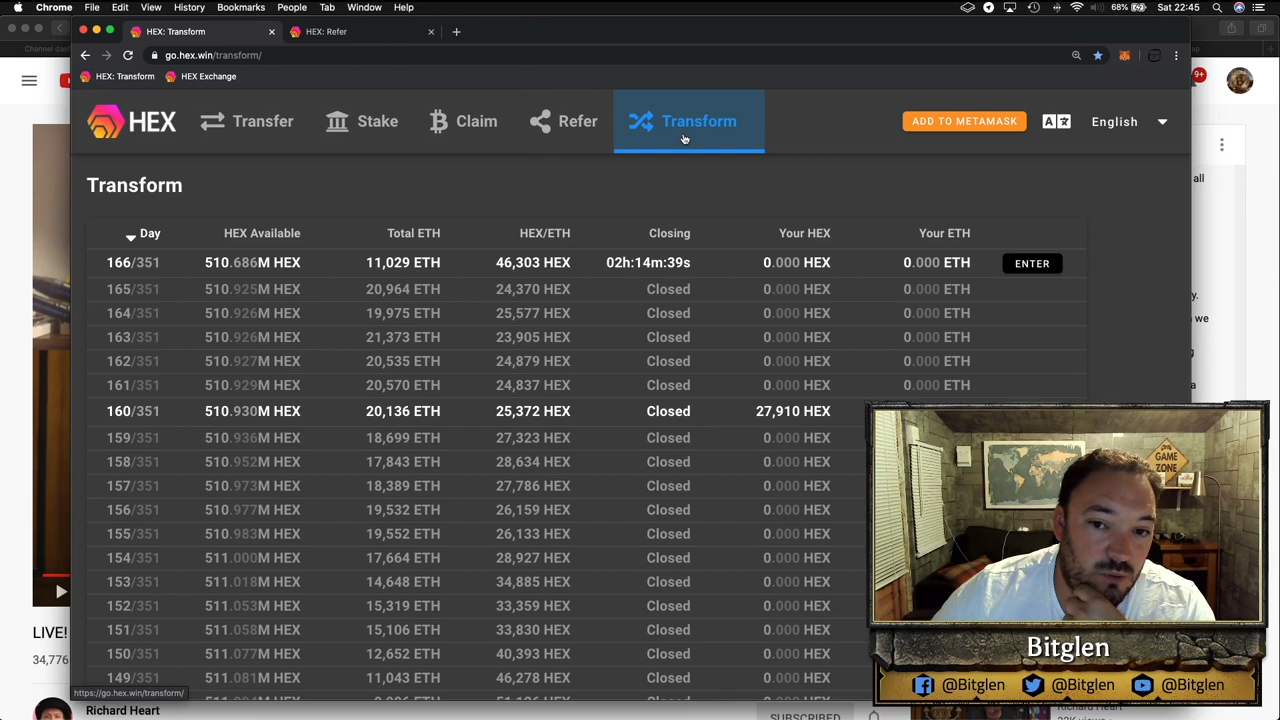 Chrome File Edit View History Bookmarks People Tab Window Help
68% Sat 22:45
HEX: Transform
HEX: Refer
go.hex.win/transform/
HEX: Transform
HEX Exchange
9+
HEX Transfer Stake Claim Refer Transform ADD TO METAMASK English
all
Transform
Day HEX Available Total ETH HEX/ETH Closing Your HEX Your ETH
166/351 510.686M HEX 11,029 ETH 46,303 HEX 02h:14m:39s 0.000 HEX 0.000 ETH ENTER
165/351 510.925M HEX 20,964 ETH 24,370 HEX Closed 0.000 HEX 0.000 ETH
164/351 510.926M HEX 19,975 ETH 25,577 HEX Closed 0.000 HEX 0.000 ETH
163/351 510.926M HEX 21,373 ETH 23,905 HEX Closed 0.000 HEX 0.000 ETH
162/351 510.927M HEX 20,535 ETH 24,879 HEX Closed 0.000 HEX 0.000 ETH
161/351 510.929M HEX 20,570 ETH 24,837 HEX Closed 0.000 HEX 0.000 ETH
160/351 510.930M HEX 20,136 ETH 25,372 HEX Closed 27,910 HEX
159/351 510.936M HEX 18,699 ETH 27,323 HEX Closed 0.000 HEX
158/351 510.952M HEX 17,843 ETH 28,634 HEX Closed 0.000 HEX
157/351 510.973M HEX 18,389 ETH 27,786 HEX Closed 0.000 HEX
156/351 510.977M HEX 19,532 ETH 26,159 HEX Closed 0.000 HEX
155/351 510.983M HEX 19,552 ETH 26,133 HEX Closed 0.000 HEX
154/351 511.000M HEX 17,664 ETH 28,927 HEX Closed 0.000 HEX
153/351 511.018M HEX 14,648 ETH 34,885 HEX Closed 0.000 HEX
152/351 511.053M HEX 15,319 ETH 33,359 HEX Closed 0.000 HEX
151/351 511.058M HEX 15,106 ETH 33,829 HEX Closed 0.000 HEX
150/351 511.077M HEX 12,652 ETH 40,393 HEX Closed 0.000 HEX
149/351 511.081M HEX 49,278 HEX Closed 0.000 HEX
GAME
ZONE
Bitglen
@Bitglen @Bitglen @Bitglen
https://go.hex.win/transform/
LIVE!
34,776
Richard Heart
SUBSCRIBED